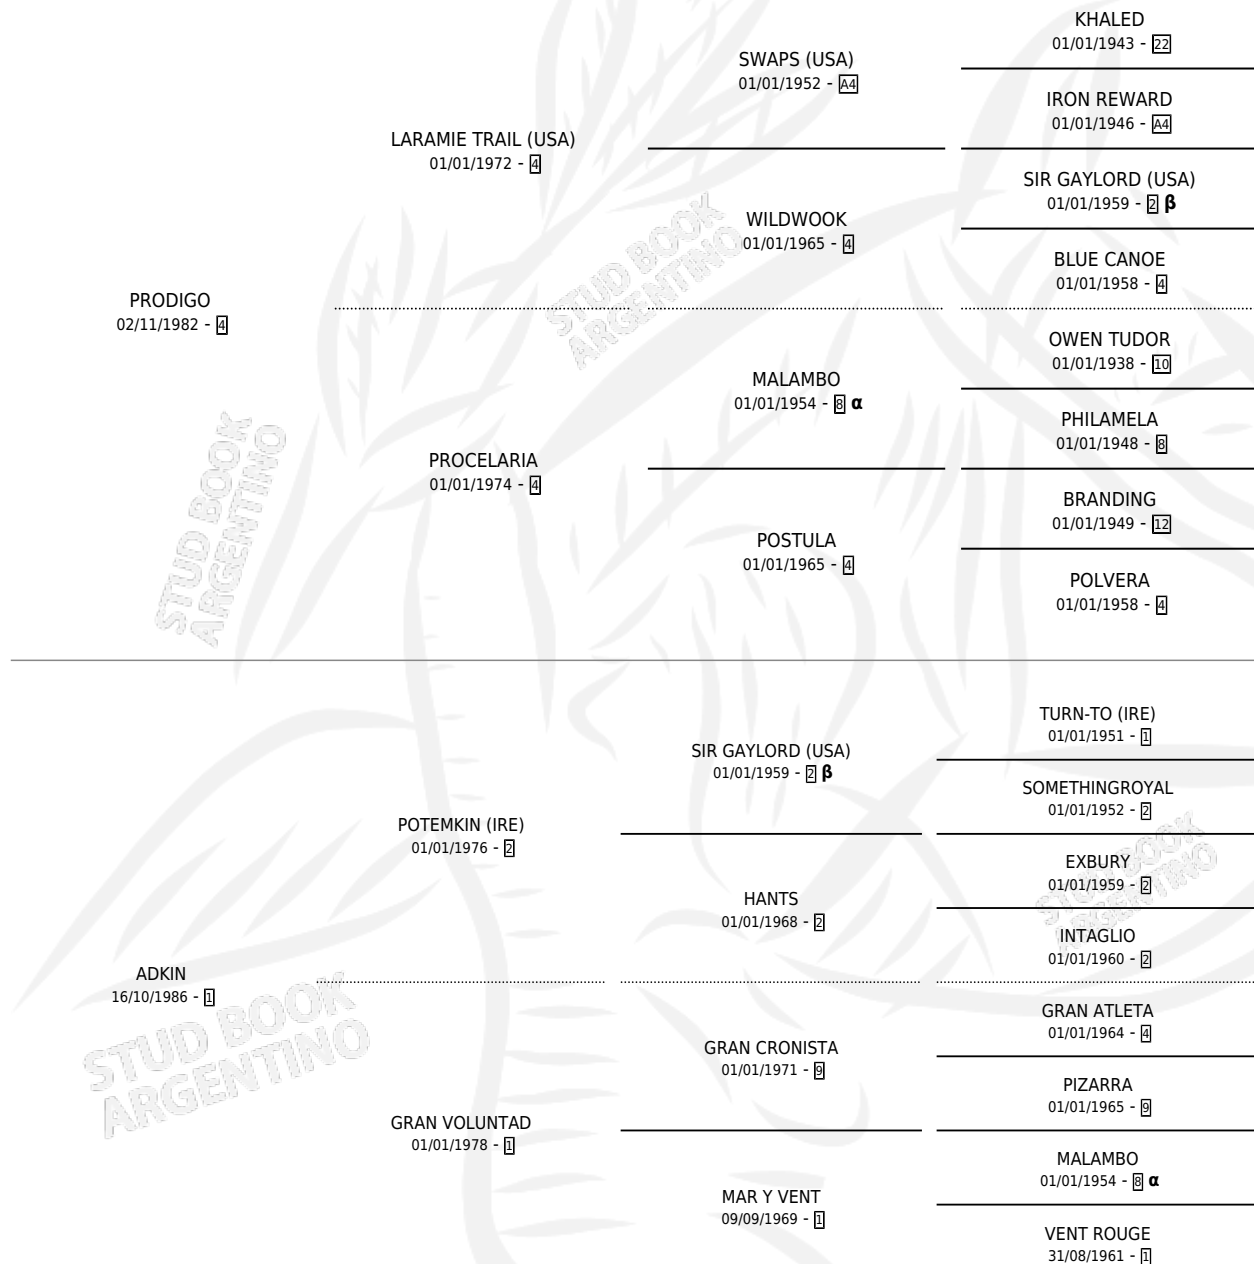 KHALED
01/01/1943 - 22
SWAPS (USA)
01/01/1952 - A4
IRON REWARD
01/01/1946 - A4
LARAMIE TRAIL (USA)
01/01/1972 - 4
SIR GAYLORD (USA)
01/01/1959 - 2 β
WILDWOOK
01/01/1965 - 4
BLUE CANOE
01/01/1958 - 4
STUD BOOK
ARGENTINO
PRODIGO
02/11/1982 - 4
OWEN TUDOR
01/01/1938 - 10
MALAMBO
01/01/1954 - 8 α
PHILAMELA
01/01/1948 - 8
STUD BOOK
ARGENTINO
PROCELARIA
01/01/1974 - 4
BRANDING
01/01/1949 - 12
POSTULA
01/01/1965 - 4
POLVERA
01/01/1958 - 4
TURN-TO (IRE)
01/01/1951 - 1
SIR GAYLORD (USA)
01/01/1959 - 2 β
SOMETHINGROYAL
01/01/1952 - 2
POTEMKIN (IRE)
01/01/1976 - 2
STUD BOOK
ARGENTINO
EXBURY
01/01/1959 - 2
HANTS
01/01/1968 - 2
INTAGLIO
01/01/1960 - 2
ADKIN
16/10/1986 - 1
STUD BOOK
ARGENTINO
GRAN ATLETA
01/01/1964 - 4
GRAN CRONISTA
01/01/1971 - 9
PIZARRA
01/01/1965 - 9
GRAN VOLUNTAD
01/01/1978 - 1
MALAMBO
01/01/1954 - 8 α
MAR Y VENT
09/09/1969 - 1
VENT ROUGE
31/08/1961 - 1